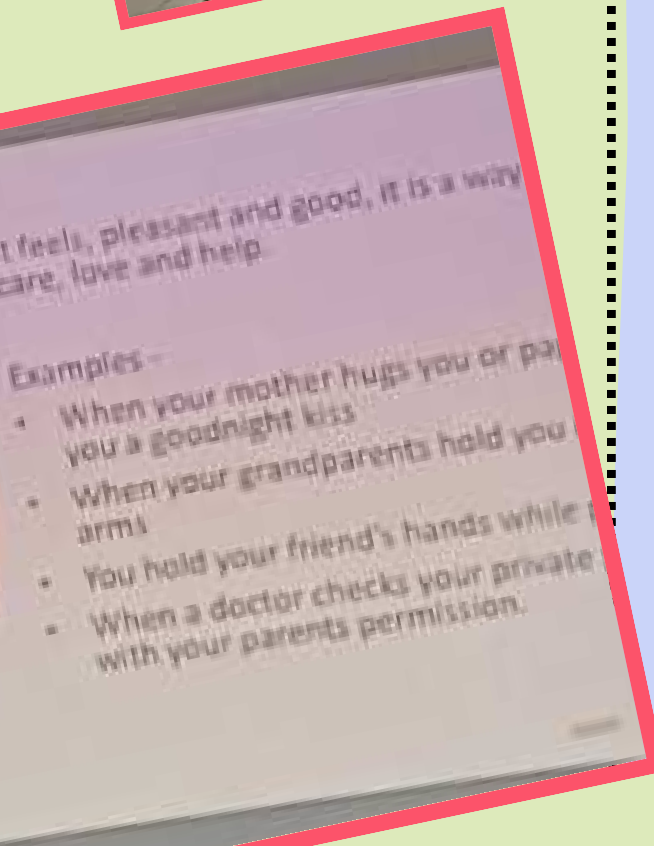 feels, pleasant and good, it is a way
care, love and help
Examples-
• When your mother hugs you or
you a goodnight kiss
• When your grandparents hold you
arms
• You hold your friend's hands while
• When a doctor checks your private
with your parents permission.